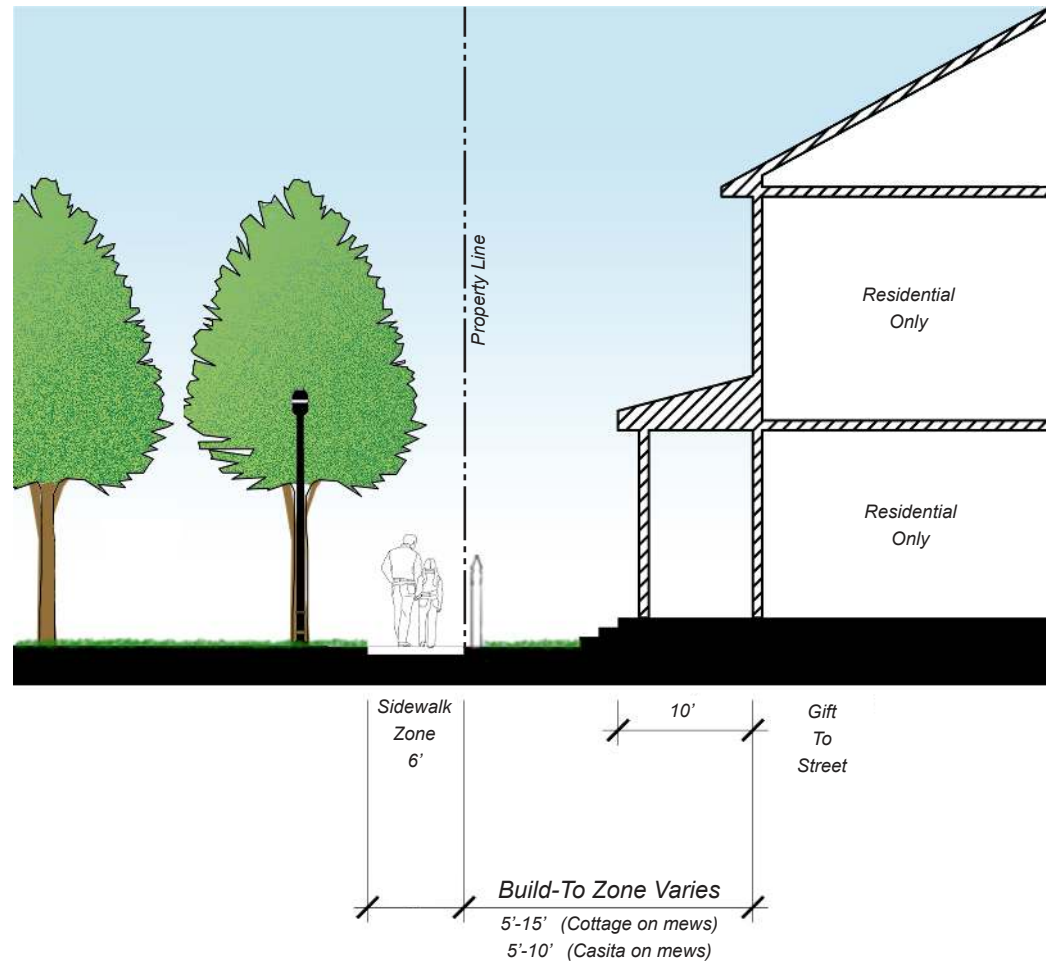 Property Line
Residential
Only
Residential
Only
Sidewalk
Zone
6’
10’
Gift
To
Street
Build-To Zone Varies
5’-15’ (Cottage on mews)
5’-10’ (Casita on mews)